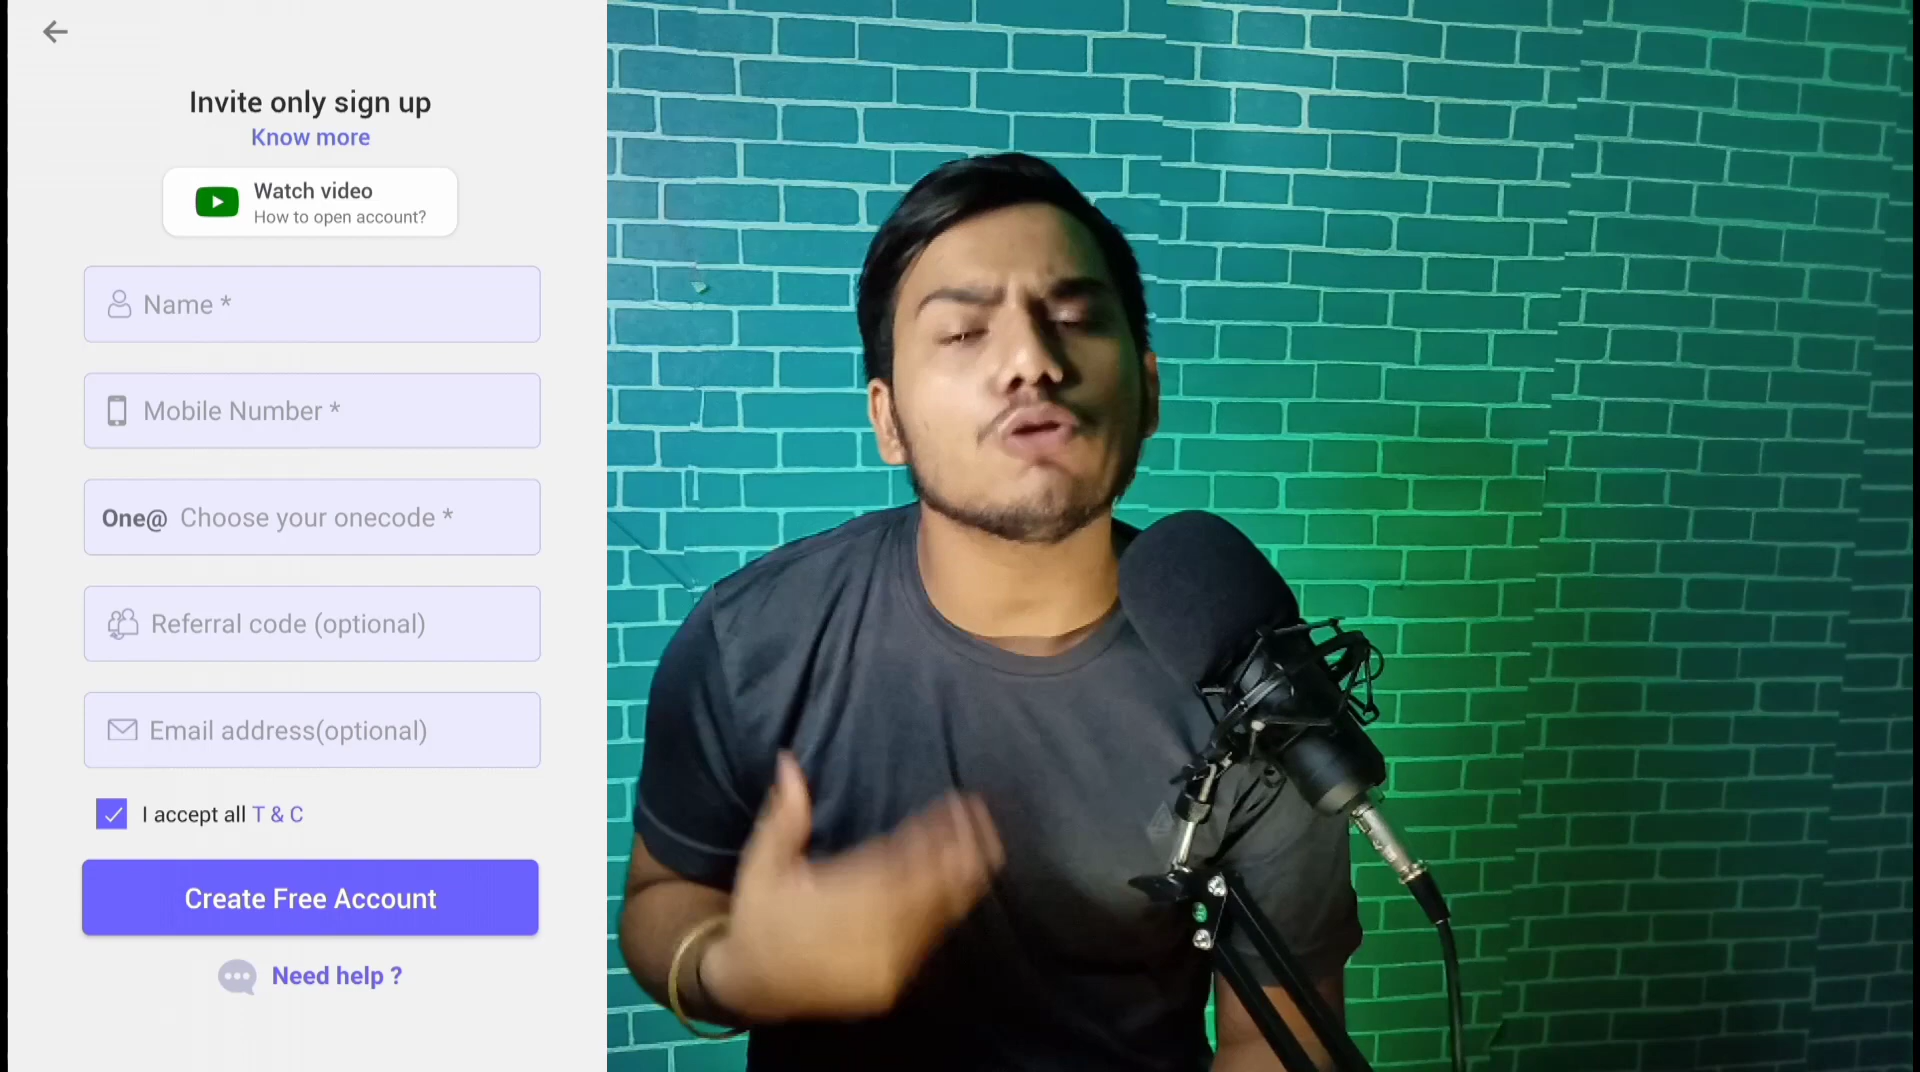 Invite only sign up
Know more
Watch video
How to open account?
Name *
Mobile Number *
One@ Choose your onecode *
Referral code (optional)
Email address(optional)
I accept all T & C
Create Free Account
Need help ?